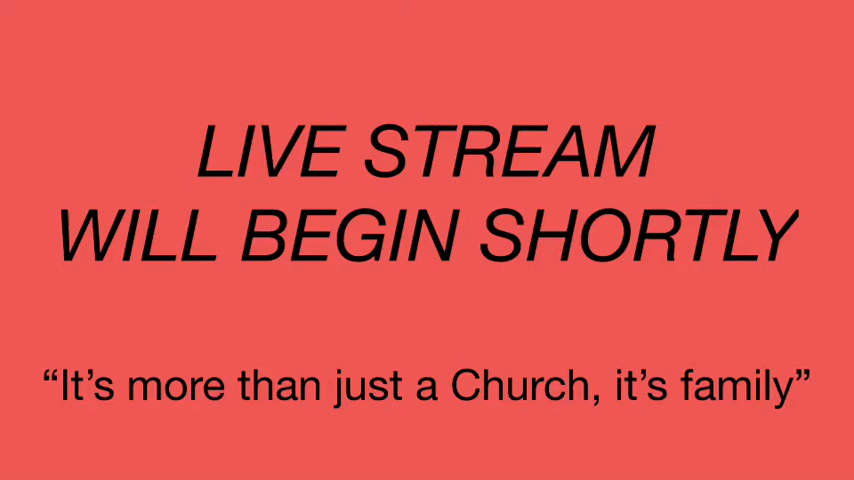 LIVE STREAM
WILL BEGIN SHORTLY
“It’s more than just a Church, it’s family”